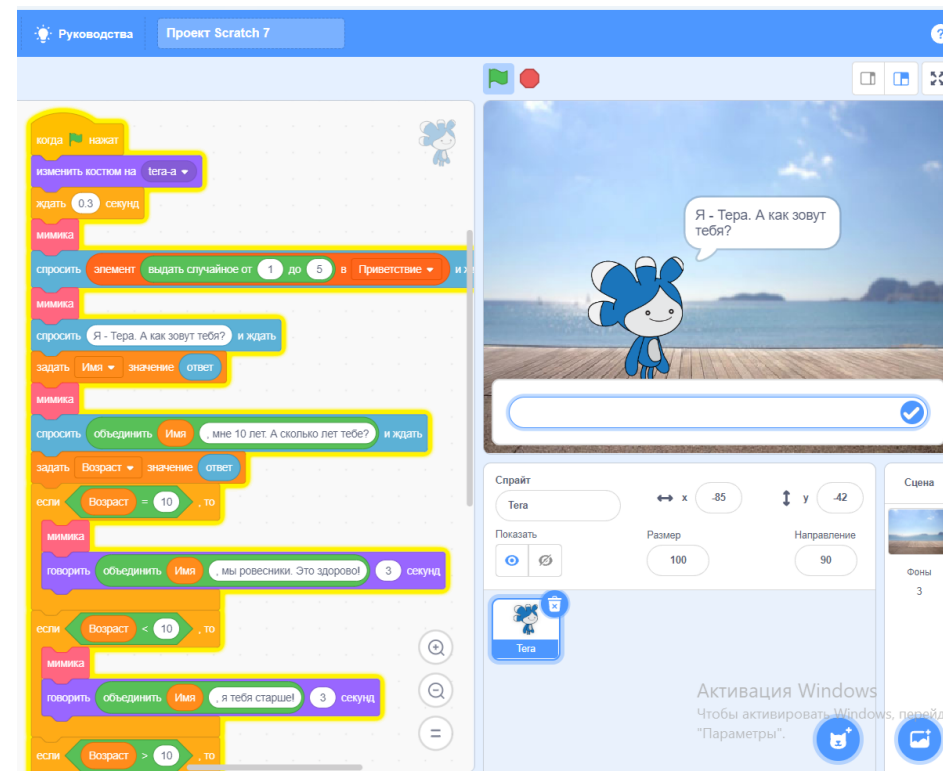 Руководства
Проект Scratch 7
?
когда нажат
изменить костюм на tera-a
ждать 0.3 секунд
мимика
спросить элемент выдать случайное от 1 до 5 в Приветствие
мимика
спросить Я - Тера. А как зовут тебя? и ждать
задать Имя значение ответ
мимика
спросить объединить Имя , мне 10 лет. А сколько лет тебе? и ждать
задать Возраст значение ответ
если Возраст = 10 , то
мимика
говорить объединить Имя , мы ровесники. Это здорово! 3 секунд
если Возраст < 10 , то
мимика
говорить объединить Имя , я тебя старше! 3 секунд
если Возраст > 10 , то
Я - Тера. А как зовут
тебя?
Спрайт
Tera
x -85
y -42
Показать
Размер
100
Направление
90
Tera
Сцена
Фоны
3
Активация Windows
Чтобы активировать Windows,
"Параметры".